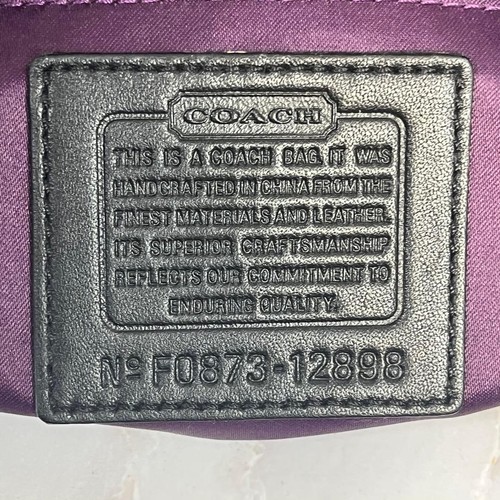 COACH
THIS IS A COACH BAG. IT WAS
HANDCRAFTED IN CHINA FROM THE
FINEST MATERIALS AND LEATHER.
ITS SUPERIOR CRAFTSMANSHIP
REFLECTS OUR COMMITMENT TO
ENDURING QUALITY.
Nº F0873-12898